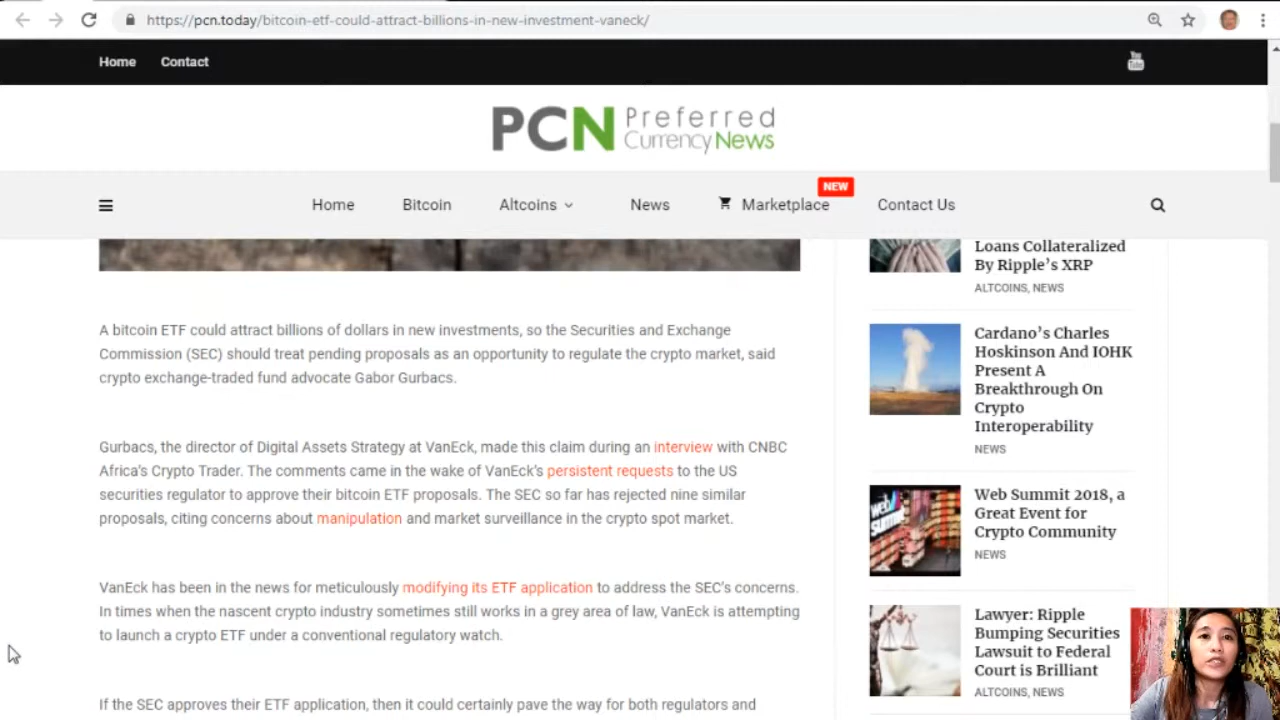 https://pcn.today/bitcoin-etf-could-attract-billions-in-new-investment-vaneck/
Home Contact
You
Tube
PCN Preferred
Currency News
NEW
Home Bitcoin Altcoins News Marketplace Contact Us
A bitcoin ETF could attract billions of dollars in new investments, so the Securities and Exchange
Commission (SEC) should treat pending proposals as an opportunity to regulate the crypto market, said
crypto exchange-traded fund advocate Gabor Gurbacs.
Gurbacs, the director of Digital Assets Strategy at VanEck, made this claim during an interview with CNBC
Africa's Crypto Trader. The comments came in the wake of VanEck's persistent requests to the US
securities regulator to approve their bitcoin ETF proposals. The SEC so far has rejected nine similar
proposals, citing concerns about manipulation and market surveillance in the crypto spot market.
VanEck has been in the news for meticulously modifying its ETF application to address the SEC's concerns.
In times when the nascent crypto industry sometimes still works in a grey area of law, VanEck is attempting
to launch a crypto ETF under a conventional regulatory watch.
If the SEC approves their ETF application, then it could certainly pave the way for both regulators and
Loans Collateralized
By Ripple's XRP
ALTCOINS, NEWS
Cardano's Charles
Hoskinson And IOHK
Present A
Breakthrough On
Crypto
Interoperability
NEWS
Web Summit 2018, a
Great Event for
Crypto Community
NEWS
Lawyer: Ripple
Bumping Securities
Lawsuit to Federal
Court is Brilliant
ALTCOINS, NEWS